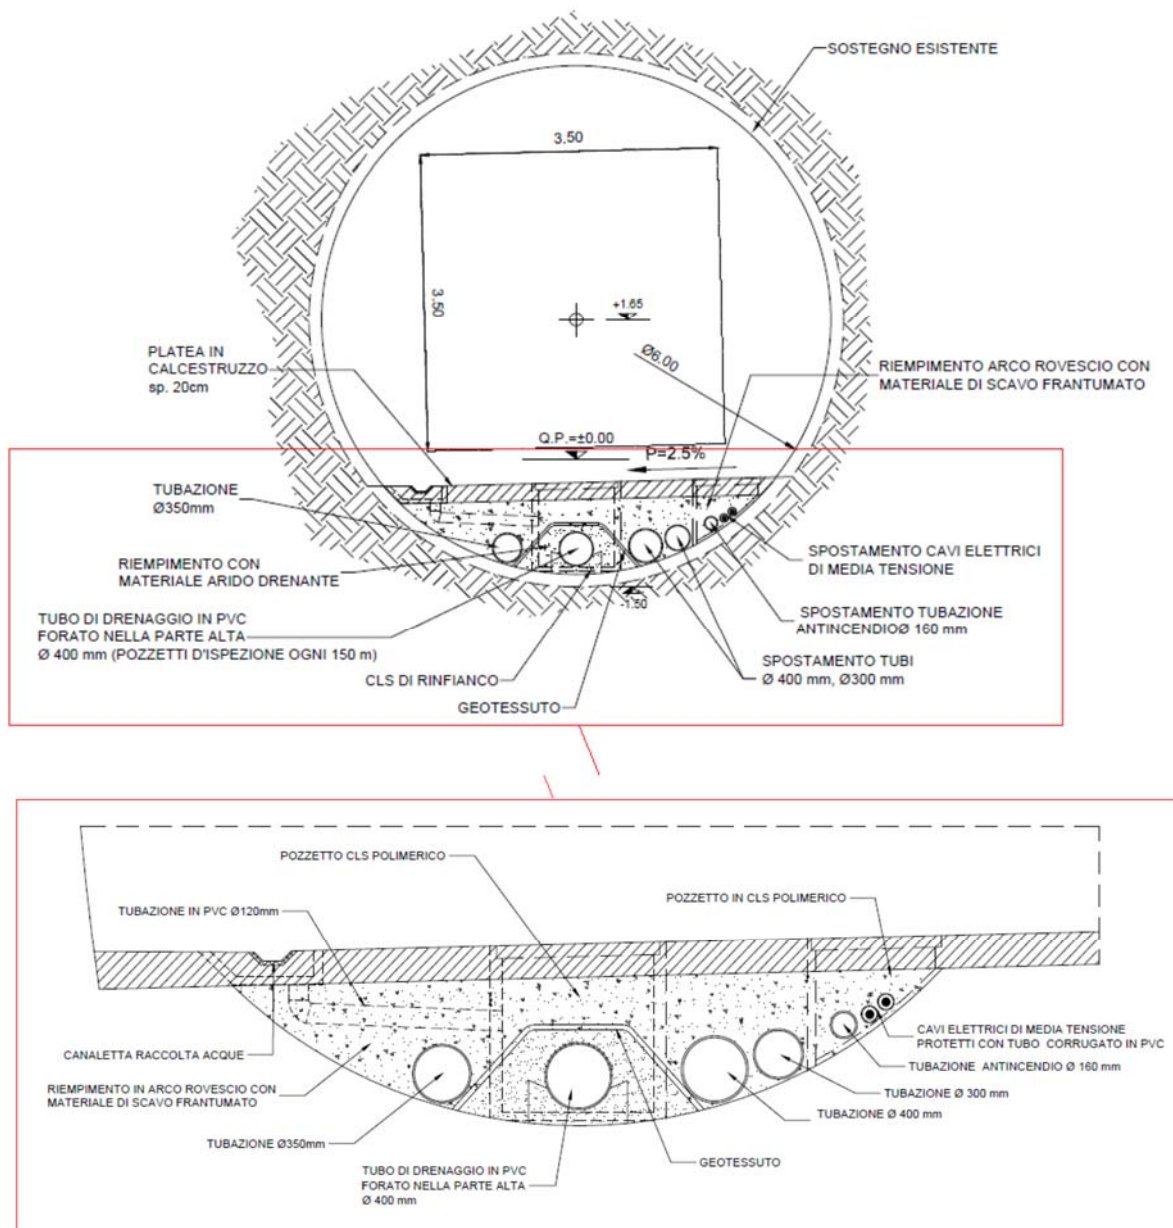 SOSTEGNO ESISTENTE
3.50
3.50
+1.65
Ø6.00
PLATEA IN
CALCESTRUZZO
sp. 20cm
RIEMPIMENTO ARCO ROVESCIO CON
MATERIALE DI SCAVO FRANTUMATO
Q.P.=±0.00
P=2.5%
TUBAZIONE
Ø350mm
RIEMPIMENTO CON
MATERIALE ARIDO DRENANTE
SPOSTAMENTO CAVI ELETTRICI
DI MEDIA TENSIONE
-1.50
TUBO DI DRENAGGIO IN PVC
FORATO NELLA PARTE ALTA
Ø 400 mm (POZZETTI D'ISPEZIONE OGNI 150 m)
SPOSTAMENTO TUBAZIONE
ANTINCENDIOØ 160 mm
CLS DI RINFIANCO
SPOSTAMENTO TUBI
Ø 400 mm, Ø300 mm
GEOTESSUTO
POZZETTO CLS POLIMERICO
POZZETTO IN CLS POLIMERICO
TUBAZIONE IN PVC Ø120mm
CANALETTA RACCOLTA ACQUE
CAVI ELETTRICI DI MEDIA TENSIONE
PROTETTI CON TUBO CORRUGATO IN PVC
TUBAZIONE ANTINCENDIO Ø 160 mm
RIEMPIMENTO IN ARCO ROVESCIO CON
MATERIALE DI SCAVO FRANTUMATO
TUBAZIONE Ø 300 mm
TUBAZIONE Ø 400 mm
TUBAZIONE Ø350mm
GEOTESSUTO
TUBO DI DRENAGGIO IN PVC
FORATO NELLA PARTE ALTA
Ø 400 mm